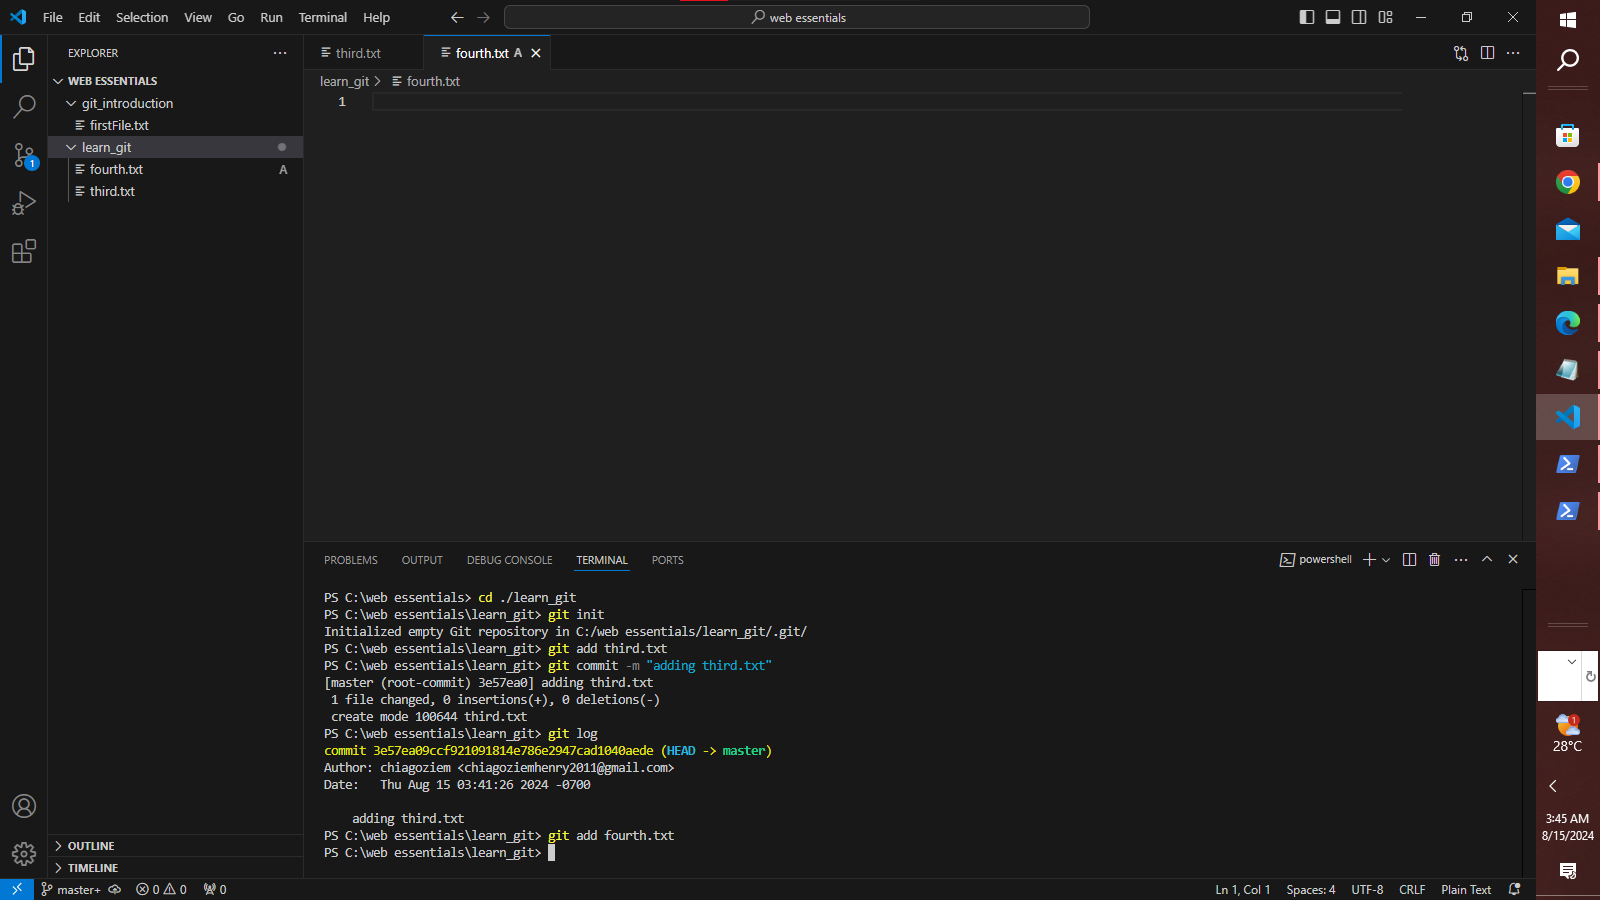 File Edit Selection View Go Run Terminal Help
web essentials
EXPLORER
WEB ESSENTIALS
git_introduction
firstFile.txt
learn_git
fourth.txt A
third.txt
OUTLINE
TIMELINE
third.txt
fourth.txt A
learn_git > fourth.txt
1
PROBLEMS OUTPUT DEBUG CONSOLE TERMINAL PORTS
powershell
PS C:\web essentials> cd ./learn_git
PS C:\web essentials\learn_git> git init
Initialized empty Git repository in C:/web essentials/learn_git/.git/
PS C:\web essentials\learn_git> git add third.txt
PS C:\web essentials\learn_git> git commit -m "adding third.txt"
[master (root-commit) 3e57ea0] adding third.txt
1 file changed, 0 insertions(+), 0 deletions(-)
create mode 100644 third.txt
PS C:\web essentials\learn_git> git log
commit 3e57ea09ccf921091814e786e2947cad1040aede (HEAD -> master)
Author: chiagoziem <chiagoziemhenry2011@gmail.com>
Date: Thu Aug 15 03:41:26 2024 -0700
adding third.txt
PS C:\web essentials\learn_git> git add fourth.txt
PS C:\web essentials\learn_git>
1
master+ 0 0 0
Ln 1, Col 1 Spaces: 4 UTF-8 CRLF Plain Text
1
28°C
3:45 AM
8/15/2024